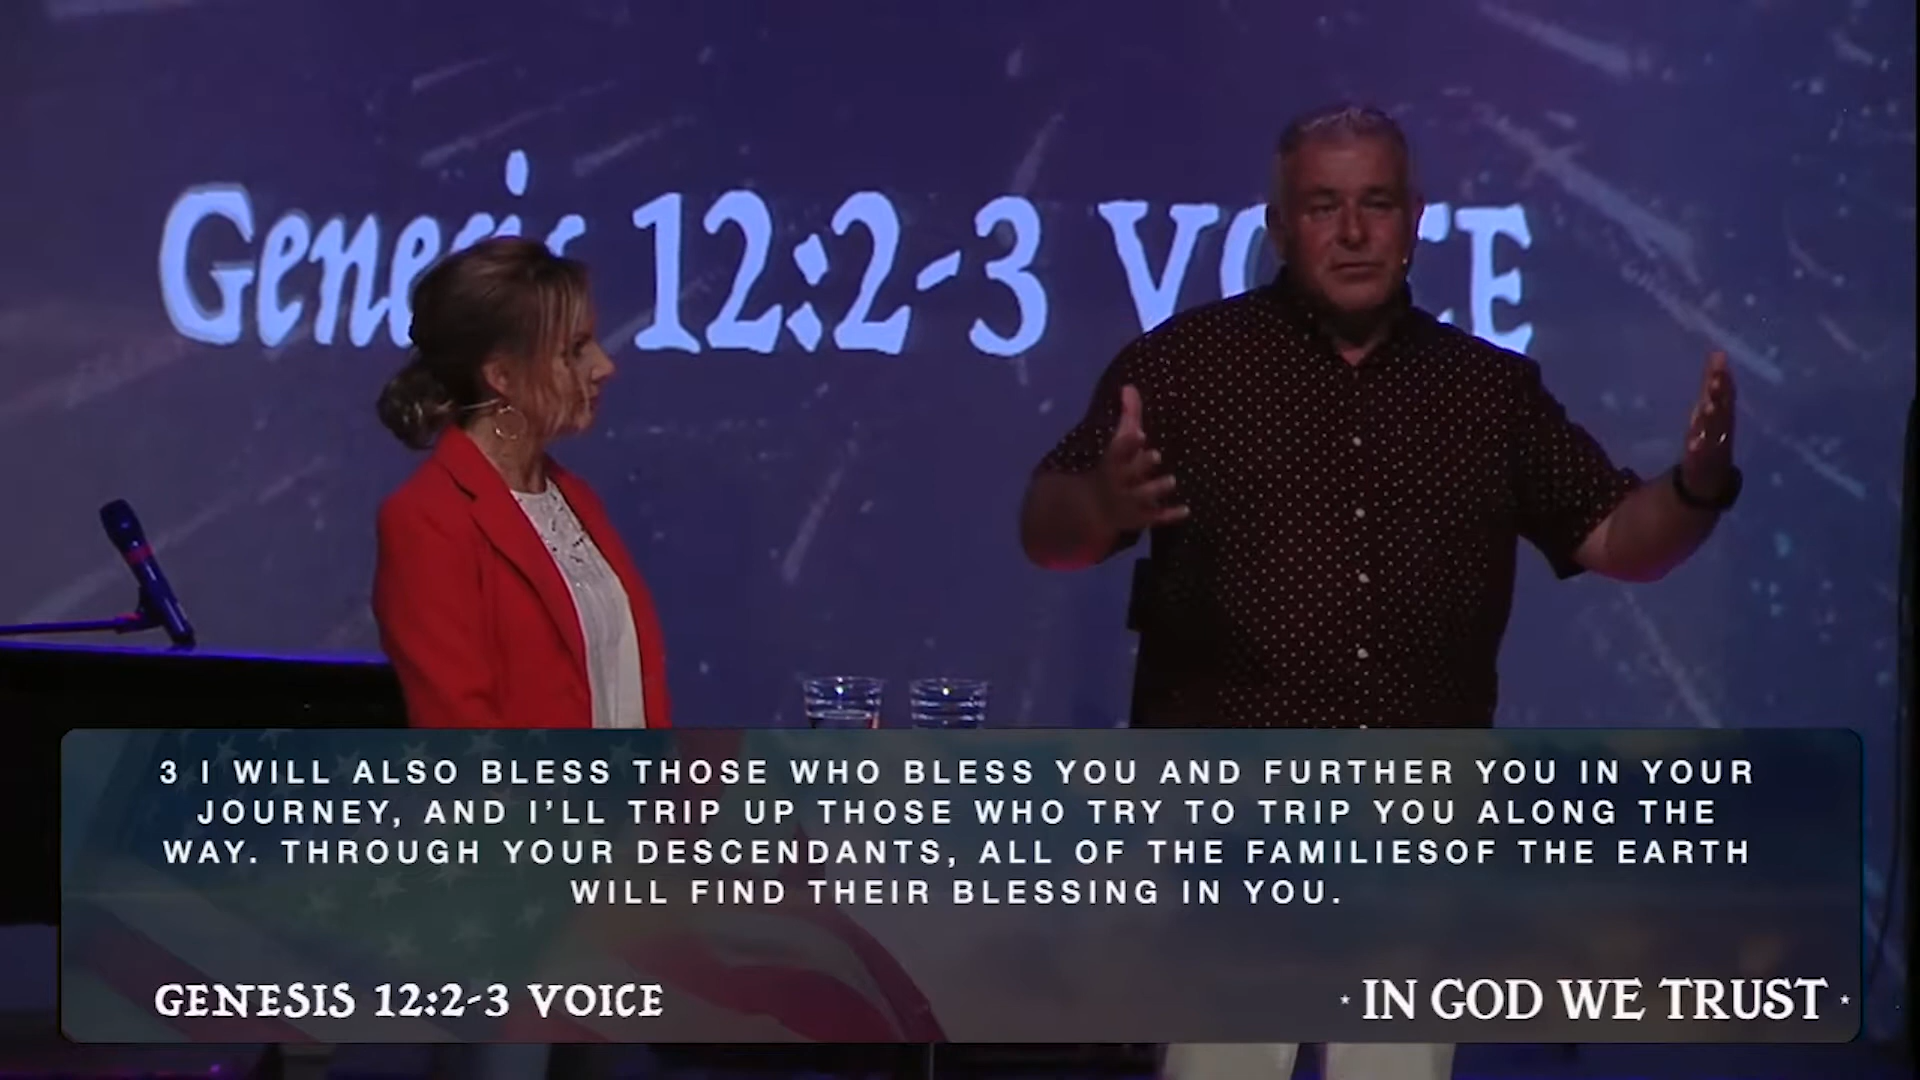 Genesis 12:2-3 VOICE
3 I WILL ALSO BLESS THOSE WHO BLESS YOU AND FURTHER YOU IN YOUR
JOURNEY, AND I’LL TRIP UP THOSE WHO TRY TO TRIP YOU ALONG THE
WAY. THROUGH YOUR DESCENDANTS, ALL OF THE FAMILIESOF THE EARTH
WILL FIND THEIR BLESSING IN YOU.
GENESIS 12:2-3 VOICE
· IN GOD WE TRUST ·